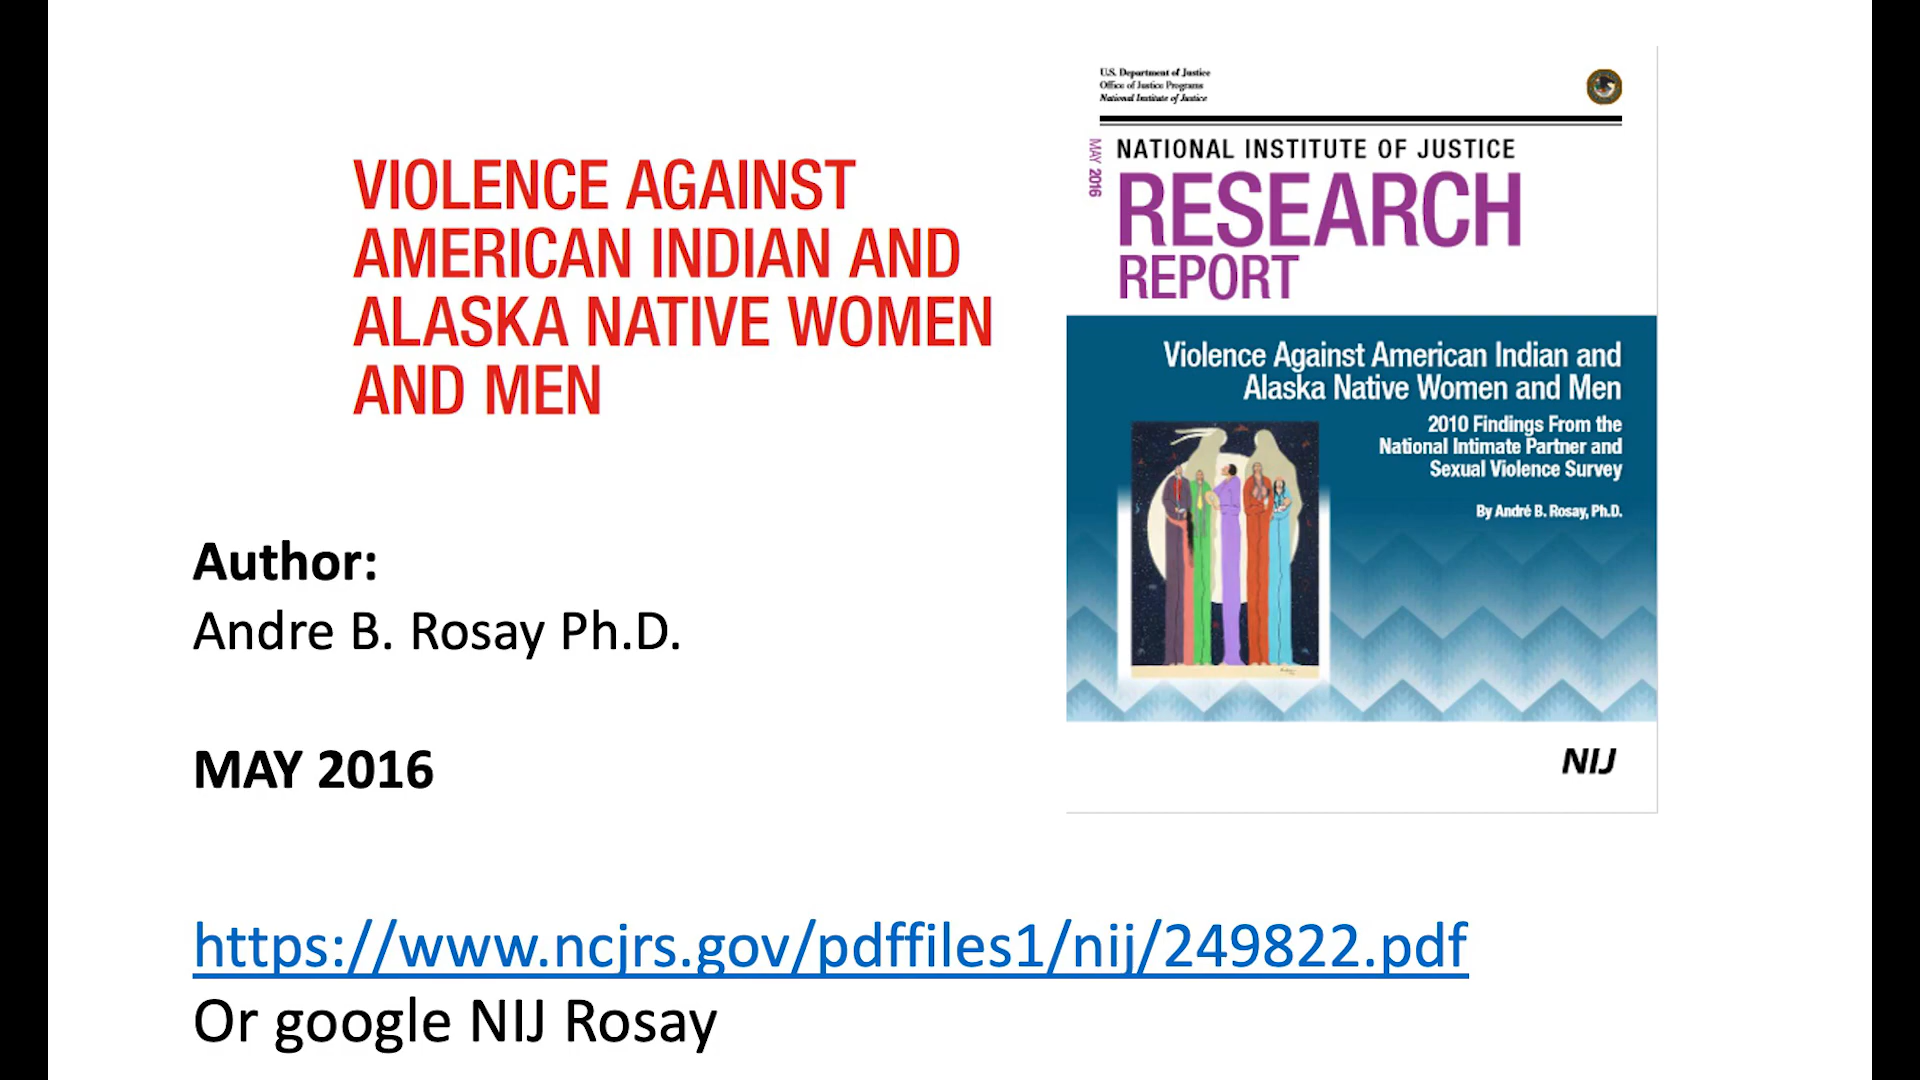 VIOLENCE AGAINST
AMERICAN INDIAN AND
ALASKA NATIVE WOMEN
AND MEN
Author:
Andre B. Rosay Ph.D.
MAY 2016
https://www.ncjrs.gov/pdffiles1/nij/249822.pdf
Or google NIJ Rosay
U.S. Department of Justice
Office of Justice Programs
National Institute of Justice
MAY 2016
NATIONAL INSTITUTE OF JUSTICE
RESEARCH
REPORT
Violence Against American Indian and
Alaska Native Women and Men
2010 Findings From the
National Intimate Partner and
Sexual Violence Survey
By André B. Rosay, Ph.D.
NIJ